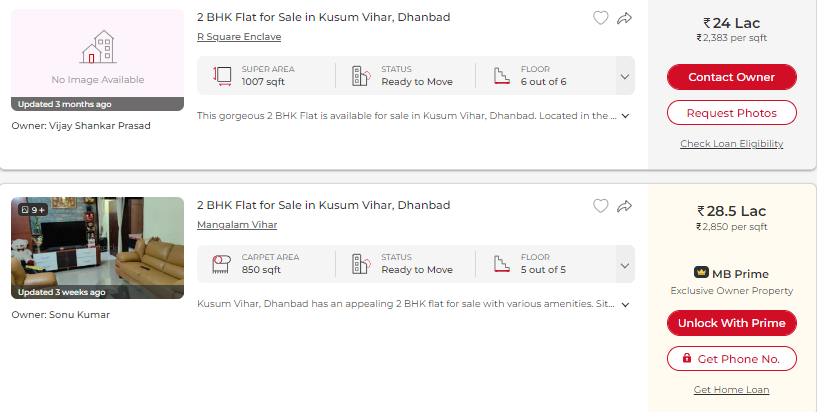 2 BHK Flat for Sale in Kusum Vihar, Dhanbad
R Square Enclave
No Image Available
Updated 3 months ago
Owner: Vijay Shankar Prasad
SUPER AREA
1007 sqft
STATUS
Ready to Move
FLOOR
6 out of 6
This gorgeous 2 BHK Flat is available for sale in Kusum Vihar, Dhanbad. Located in the ...
₹24 Lac
₹2,383 per sqft
Contact Owner
Request Photos
Check Loan Eligibility
2 BHK Flat for Sale in Kusum Vihar, Dhanbad
Mangalam Vihar
9+
Updated 3 weeks ago
Owner: Sonu Kumar
CARPET AREA
850 sqft
STATUS
Ready to Move
FLOOR
5 out of 5
Kusum Vihar, Dhanbad has an appealing 2 BHK flat for sale with various amenities. Sit...
₹28.5 Lac
₹2,850 per sqft
MB Prime
Exclusive Owner Property
Unlock With Prime
Get Phone No.
Get Home Loan